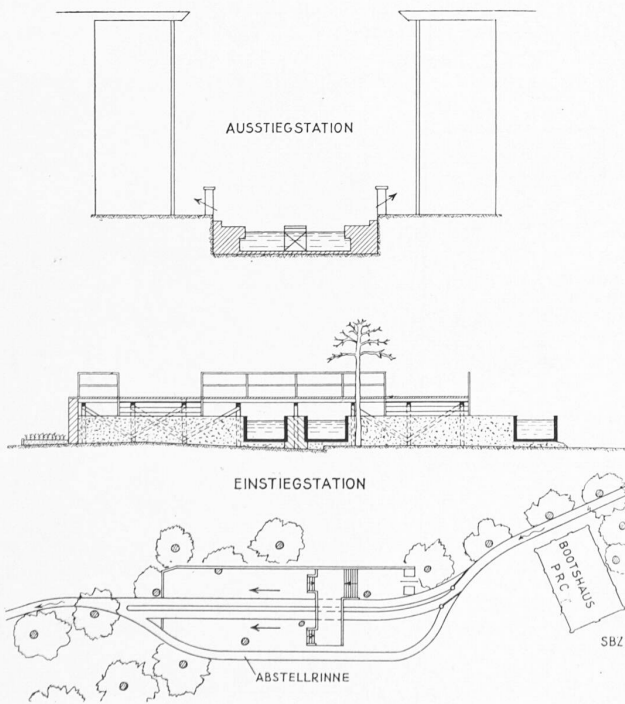 AUSSTIEGSTATION
EINSTIEGSTATION
BOOTSHAUS
P.R.C.
SBZ
ABSTELLRINNE